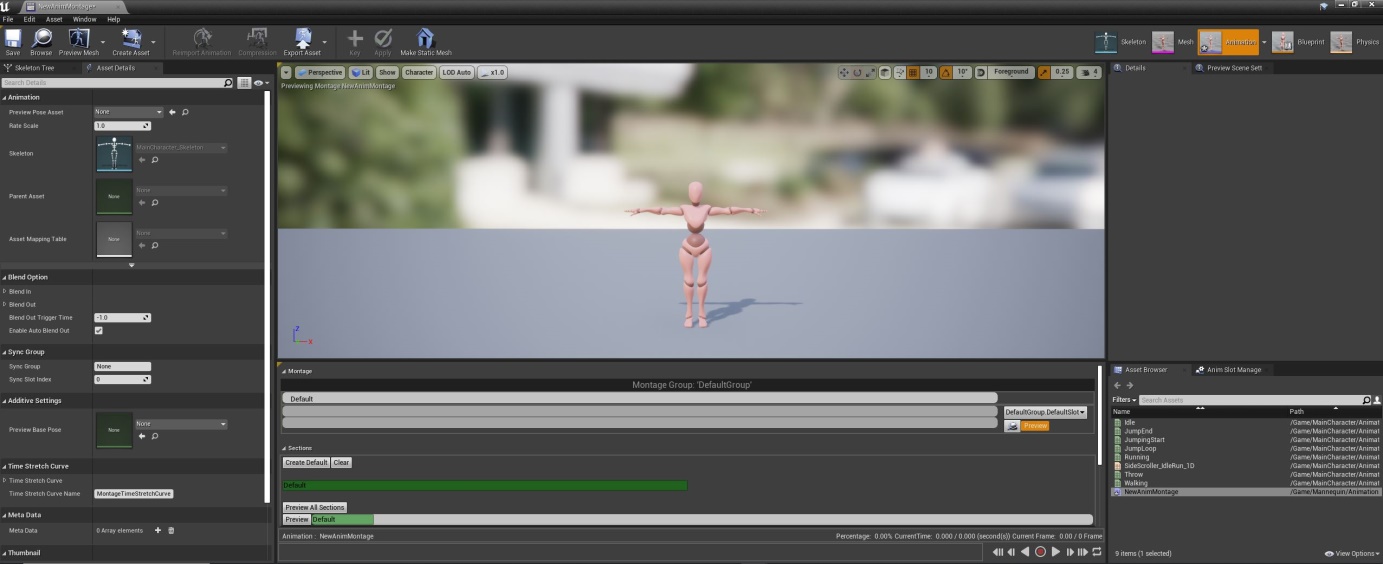 NewAnimMontage
File Edit Asset Window Help
Save Browse Preview Mesh Create Asset Reimport Animation Compression Export Asset Key Apply Make Static Mesh
Skeleton Mesh Animation Blueprint Physics
Skeleton Tree Asset Details
Search Details
Animation
Preview Pose Asset None
Rate Scale 1.0
Skeleton MainCharacter_Skeleton
Parent Asset None None
Asset Mapping Table None None
Blend Option
Blend In
Blend Out
Blend Out Trigger Time -1.0
Enable Auto Blend Out
Sync Group
Sync Group None
Sync Slot Index 0
Additive Settings
Preview Base Pose None None
Time Stretch Curve
Time Stretch Curve
Time Stretch Curve Name MontageTimeStretchCurve
Meta Data
Meta Data 0 Array elements
Thumbnail
Perspective Lit Show Character LOD Auto x1.0
10 10° Foreground 0.25 4
Previewing Montage NewAnimMontage
Z
X
Montage
Montage Group: 'DefaultGroup'
Default
DefaultGroup.DefaultSlot
Preview
Sections
Create Default Clear
Default
Preview All Sections
Preview Default
Animation : NewAnimMontage
Percentage: 0.00% CurrentTime: 0.000 / 0.000 (second(s)) Current Frame: 0.00 / 0 Frame
Details Preview Scene Sett
Asset Browser Anim Slot Manage
Filters Search Assets
Name Path
Idle /Game/MainCharacter/Animat
JumpEnd /Game/MainCharacter/Animat
JumpingStart /Game/MainCharacter/Animat
JumpLoop /Game/MainCharacter/Animat
Running /Game/MainCharacter/Animat
SideScroller_IdleRun_1D /Game/MainCharacter/Animat
Throw /Game/MainCharacter/Animat
Walking /Game/MainCharacter/Animat
NewAnimMontage /Game/Mannequin/Animation
9 items (1 selected) View Options